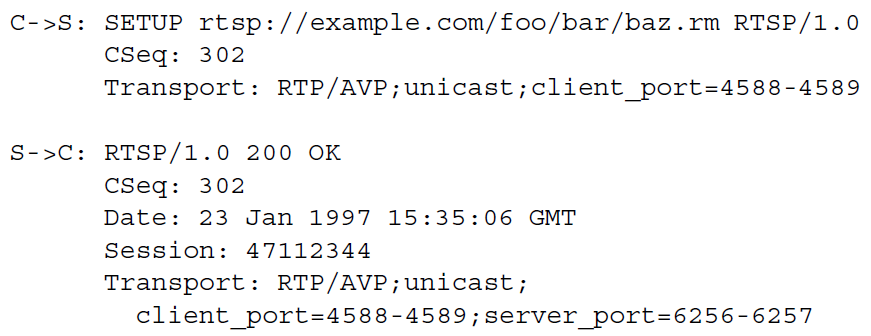 C->S: SETUP rtsp://example.com/foo/bar/baz.rm RTSP/1.0
CSeq: 302
Transport: RTP/AVP;unicast;client_port=4588-4589
S->C: RTSP/1.0 200 OK
CSeq: 302
Date: 23 Jan 1997 15:35:06 GMT
Session: 47112344
Transport: RTP/AVP;unicast;
client_port=4588-4589;server_port=6256-6257